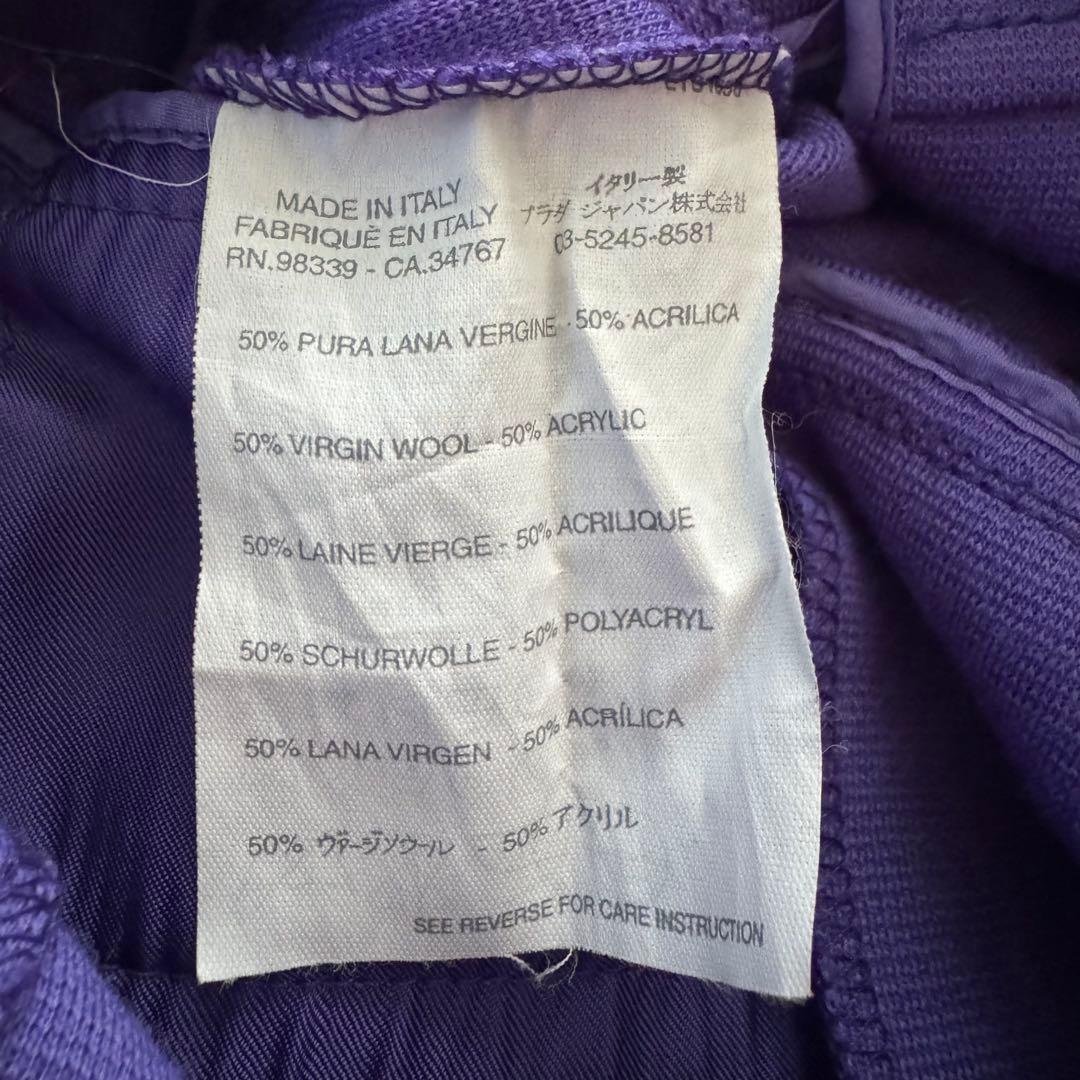 MADE IN ITALY
FABRIQUÈ EN ITALY
RN.98339 - CA.34767
イタリー製
プラダ ジャパン株式会社
03-5245-8581
50% PURA LANA VERGINE - 50% ACRILICA
50% VIRGIN WOOL - 50% ACRYLIC
50% LAINE VIERGE - 50% ACRILIQUE
50% SCHURWOLLE - 50% POLYACRYL
50% LANA VIRGEN - 50% ACRÍLICA
50% ヴァージンウール - 50% アクリル
SEE REVERSE FOR CARE INSTRUCTION